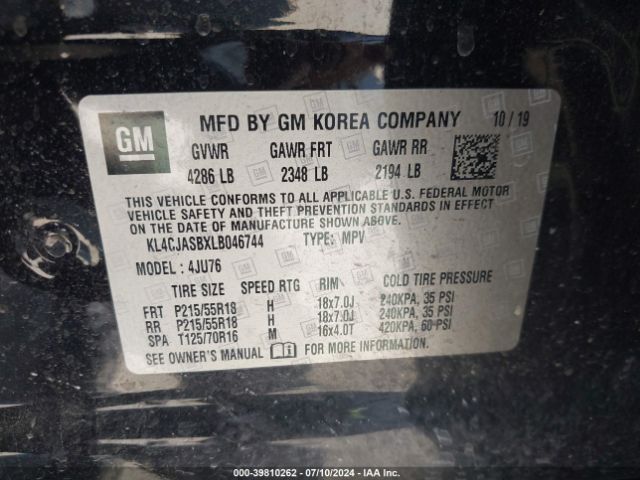 GM
MFD BY GM KOREA COMPANY 10/19
GVWR GAWR FRT GAWR RR
4286 LB 2348 LB 2194 LB
THIS VEHICLE CONFORMS TO ALL APPLICABLE U.S. FEDERAL MOTOR
VEHICLE SAFETY AND THEFT PREVENTION STANDARDS IN EFFECT
ON THE DATE OF MANUFACTURE SHOWN ABOVE.
KL4CJASBXLB046744 TYPE: MPV
MODEL: 4JU76
TIRE SIZE SPEED RTG RIM COLD TIRE PRESSURE
FRT P215/55R18 H 18x7.0J 240KPA, 35 PSI
RR P215/55R18 H 18x7.0J 240KPA, 35 PSI
SPA T125/70R16 M 16x4.0T 420KPA, 60 PSI
SEE OWNER'S MANUAL FOR MORE INFORMATION.
000-39810262 - 07/10/2024 - IAA Inc.